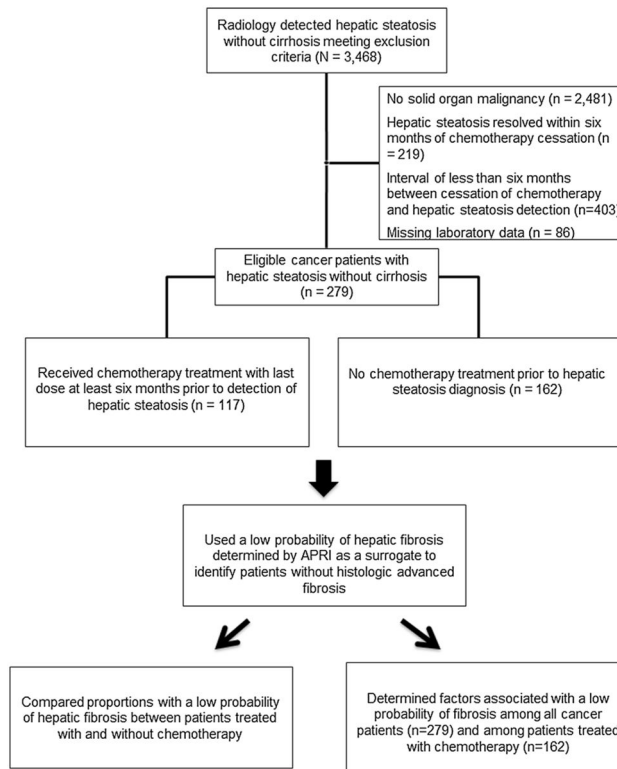 Radiology detected hepatic steatosis
without cirrhosis meeting exclusion
criteria (N = 3,468)
No solid organ malignancy (n = 2,481)
Hepatic steatosis resolved within six
months of chemotherapy cessation (n
= 219)
Interval of less than six months
between cessation of chemotherapy
and hepatic steatosis detection (n=403)
Missing laboratory data (n = 86)
Eligible cancer patients with
hepatic steatosis without cirrhosis
(n = 279)
Received chemotherapy treatment with last
dose at least six months prior to detection of
hepatic steatosis (n = 117)
No chemotherapy treatment prior to hepatic
steatosis diagnosis (n = 162)
Used a low probability of hepatic fibrosis
determined by APRI as a surrogate to
identify patients without histologic advanced
fibrosis
Compared proportions with a low probability
of hepatic fibrosis between patients treated
with and without chemotherapy
Determined factors associated with a low
probability of fibrosis among all cancer
patients (n=279) and among patients treated
with chemotherapy (n=162)